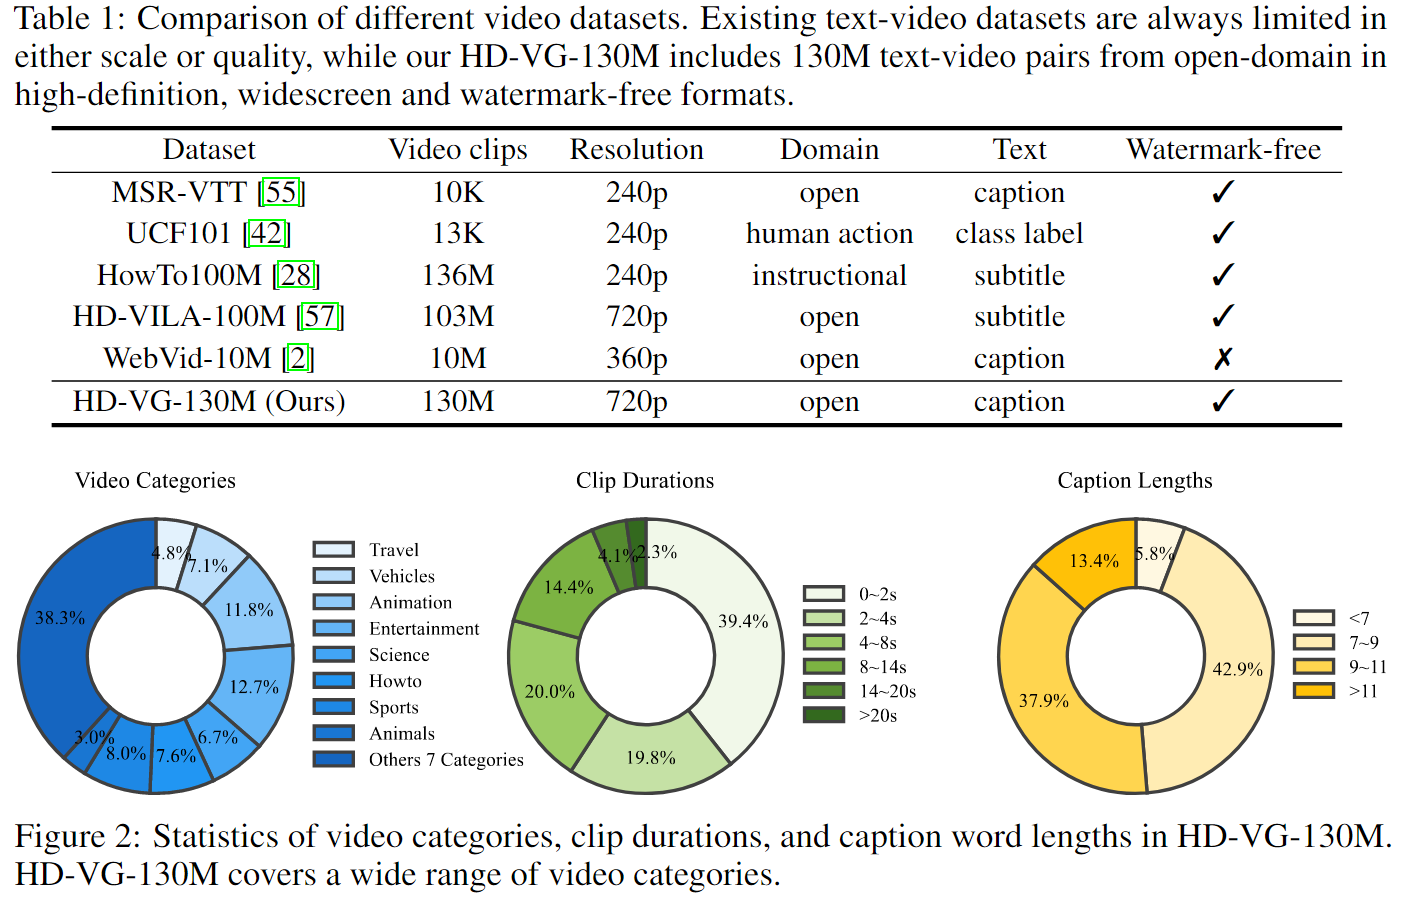 Table 1: Comparison of different video datasets. Existing text-video datasets are always limited in
either scale or quality, while our HD-VG-130M includes 130M text-video pairs from open-domain in
high-definition, widescreen and watermark-free formats.
Dataset Video clips Resolution Domain Text Watermark-free
MSR-VTT [55] 10K 240p open caption ✓
UCF101 [42] 13K 240p human action class label ✓
HowTo100M [28] 136M 240p instructional subtitle ✓
HD-VILA-100M [57] 103M 720p open subtitle ✓
WebVid-10M [2] 10M 360p open caption ✗
HD-VG-130M (Ours) 130M 720p open caption ✓
Video Categories
4.8%
7.1%
11.8%
12.7%
6.7%
7.6%
8.0%
3.0%
38.3%
Travel
Vehicles
Animation
Entertainment
Science
Howto
Sports
Animals
Others 7 Categories
Clip Durations
39.4%
19.8%
20.0%
14.4%
4.1%
2.3%
0~2s
2~4s
4~8s
8~14s
14~20s
>20s
Caption Lengths
5.8%
42.9%
37.9%
13.4%
<7
7~9
9~11
>11
Figure 2: Statistics of video categories, clip durations, and caption word lengths in HD-VG-130M.
HD-VG-130M covers a wide range of video categories.